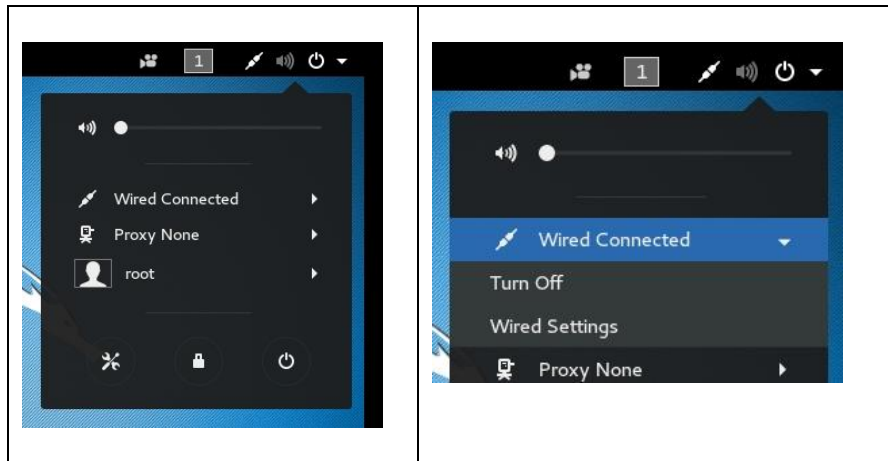 1
Wired Connected
Proxy None
root
1
Wired Connected
Turn Off
Wired Settings
Proxy None